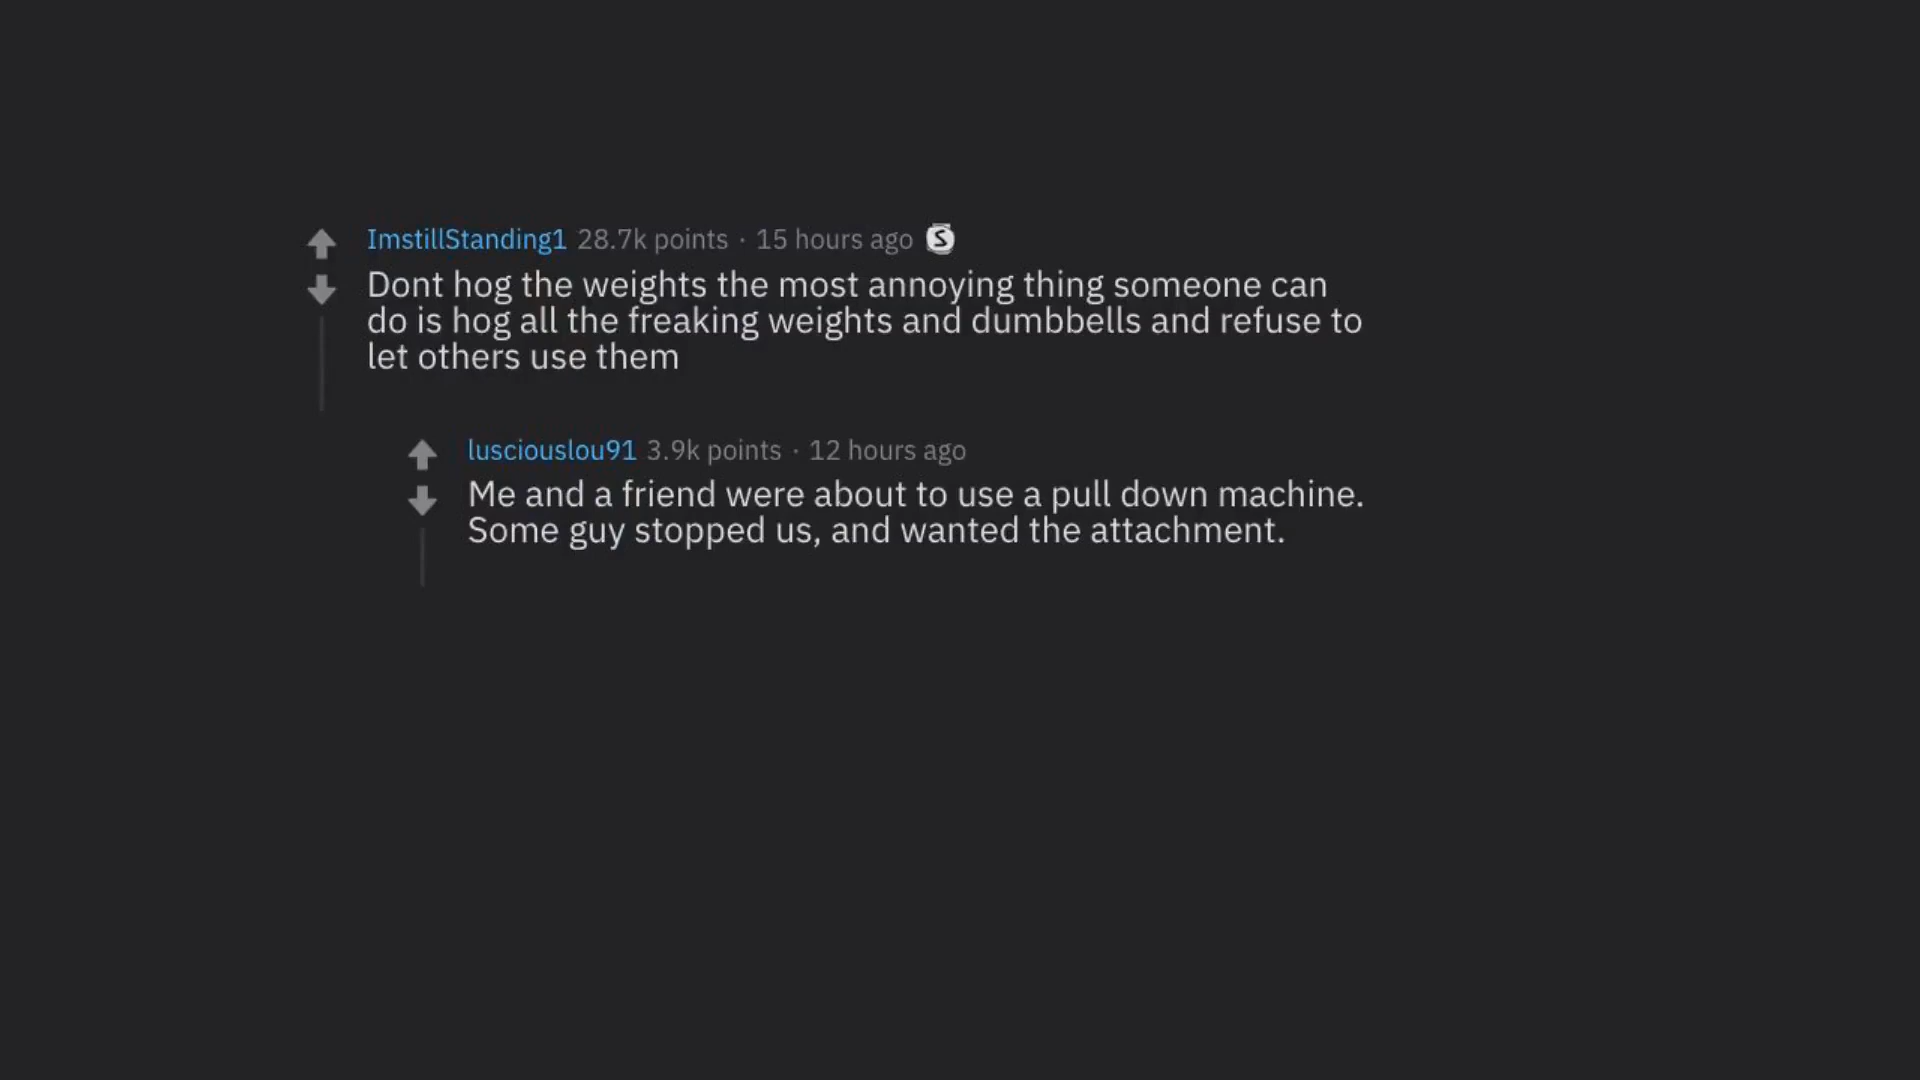 ImstillStanding1 28.7k points · 15 hours ago S
Dont hog the weights the most annoying thing someone can
do is hog all the freaking weights and dumbbells and refuse to
let others use them
lusciouslou91 3.9k points · 12 hours ago
Me and a friend were about to use a pull down machine.
Some guy stopped us, and wanted the attachment.